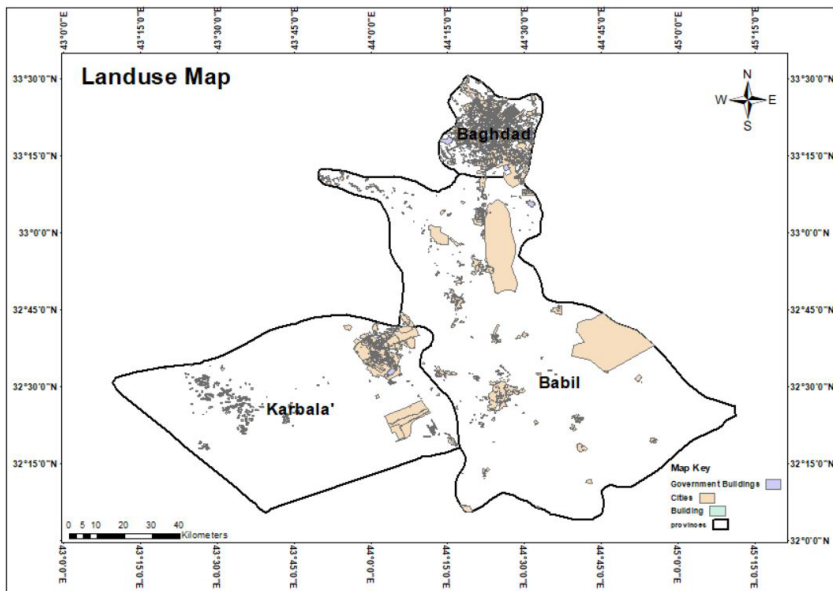 43°0'0"E 43°15'0"E 43°30'0"E 43°45'0"E 44°0'0"E 44°15'0"E 44°30'0"E 44°45'0"E 45°0'0"E 45°15'0"E
Landuse Map
N
W E
S
33°30'0"N 33°30'0"N
Baghdad
33°15'0"N 33°15'0"N
33°0'0"N 33°0'0"N
32°45'0"N 32°45'0"N
32°30'0"N 32°30'0"N
Babil
Karbala'
32°15'0"N 32°15'0"N
Map Key
Government Buildings
Cities
Building
provinces
0 5 10 20 30 40
Kilometers
32°0'0"N
43°0'0"E 43°15'0"E 43°30'0"E 43°45'0"E 44°0'0"E 44°15'0"E 44°30'0"E 44°45'0"E 45°0'0"E 45°15'0"E